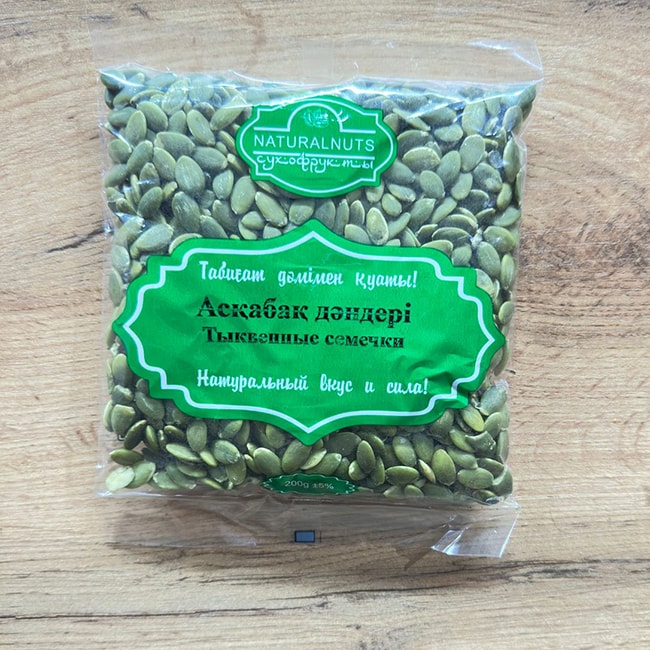 NATURALNUTS
сухофрукты
Табиғат дәмімен қуаты!
Асқабақ дәндері
Тыквенные семечки
Натуральный вкус и сила!
200g ±5%